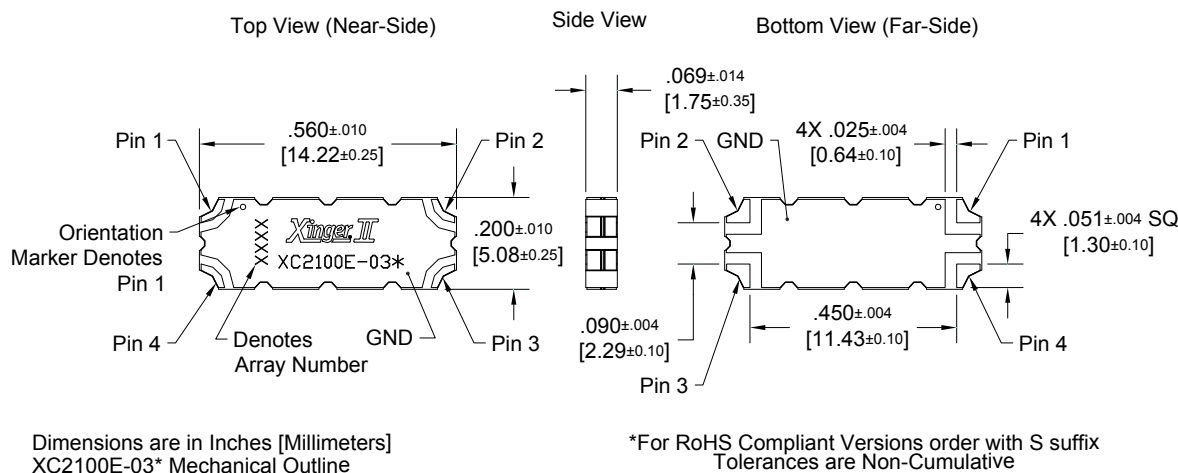 Top View (Near-Side)
Side View
Bottom View (Far-Side)
.069±.014
[1.75±0.35]
Pin 1
.560±.010
[14.22±0.25]
Pin 2
Pin 2
GND
4X .025±.004
[0.64±0.10]
Pin 1
Orientation
Marker Denotes
Pin 1
XXXX
Xinger II
XC2100E-03*
.200±.010
[5.08±0.25]
4X .051±.004 SQ
[1.30±0.10]
Pin 4
Denotes
Array Number
GND
Pin 3
.090±.004
[2.29±0.10]
.450±.004
[11.43±0.10]
Pin 4
Pin 3
Dimensions are in Inches [Millimeters]
XC2100E-03* Mechanical Outline
*For RoHS Compliant Versions order with S suffix
Tolerances are Non-Cumulative